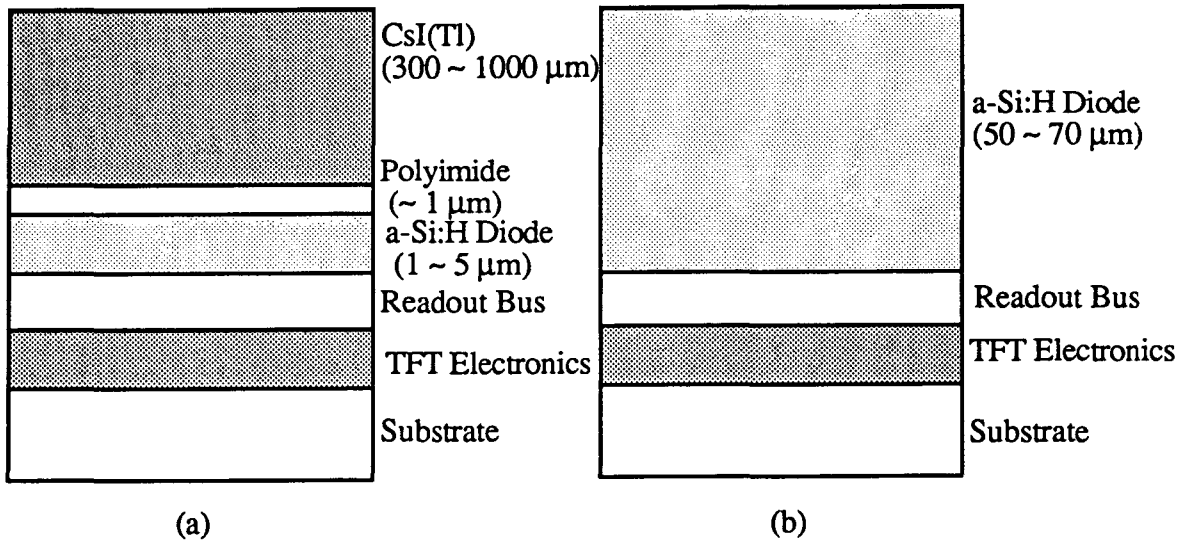 CsI(Tl)
(300 ~ 1000 μm)
Polyimide
(~ 1 μm)
a-Si:H Diode
(1 ~ 5 μm)
Readout Bus
TFT Electronics
Substrate
(a)
a-Si:H Diode
(50 ~ 70 μm)
Readout Bus
TFT Electronics
Substrate
(b)